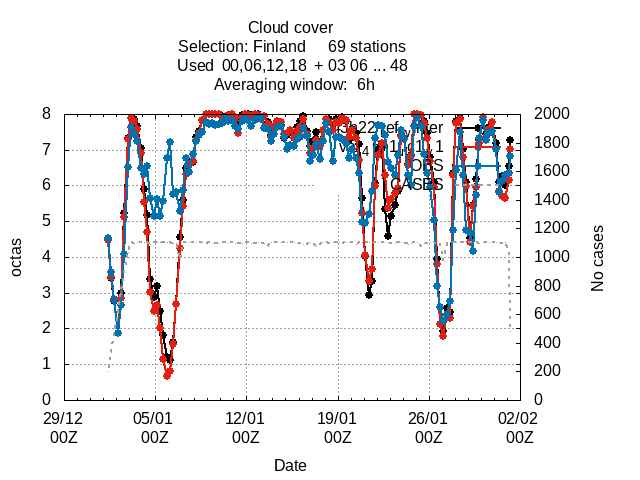 Cloud cover
Selection: Finland 69 stations
Used 00,06,12,18 + 03 06 ... 48
Averaging window: 6h
8 2000
7 1800
6 1600
5 1400
4 1200
3 1000
2 800
1 600
0 400
200
0
octas
No cases
OBS
CASES
29/12 05/01 12/01 19/01 26/01 02/02
00Z 00Z 00Z 00Z 00Z 00Z
Date